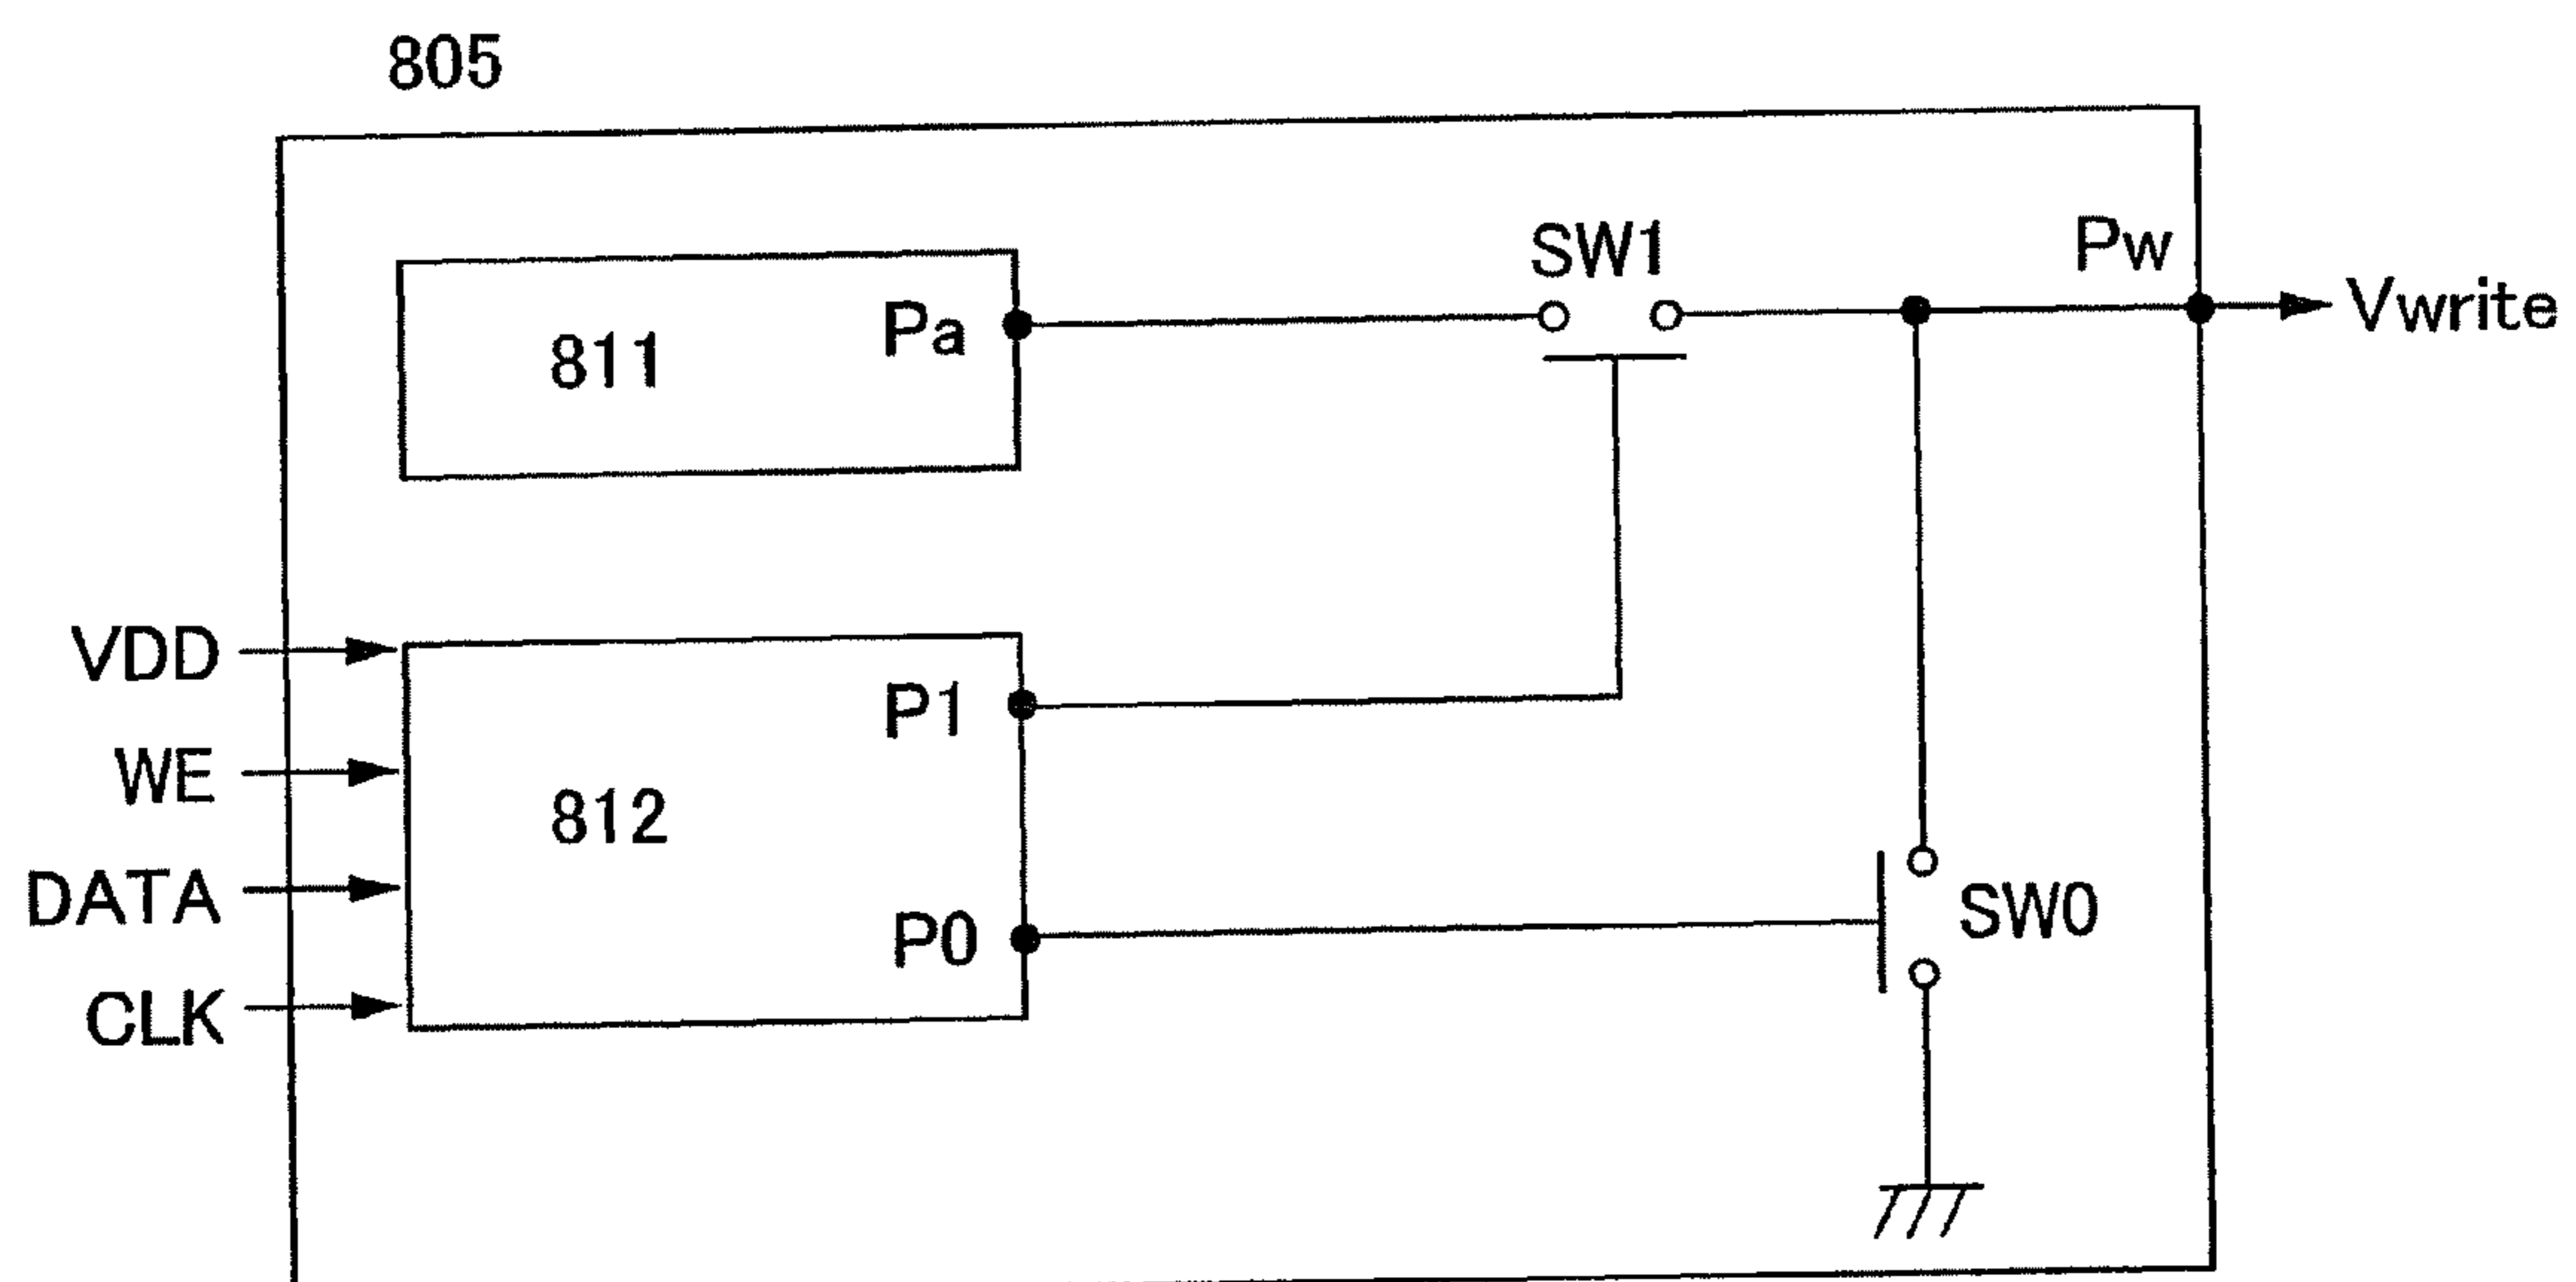 805
SW1
Pw
Vwrite
Pa
811
VDD
P1
WE
812
DATA
P0
SW0
CLK